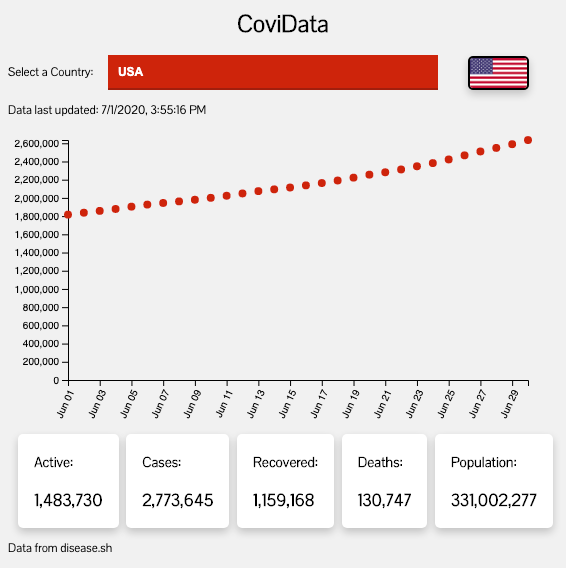 CoviData
Select a Country: USA
Data last updated: 7/1/2020, 3:55:16 PM
2,600,000
2,400,000
2,200,000
2,000,000
1,800,000
1,600,000
1,400,000
1,200,000
1,000,000
800,000
600,000
400,000
200,000
0
Jun 01 Jun 03 Jun 05 Jun 07 Jun 09 Jun 11 Jun 13 Jun 15 Jun 17 Jun 19 Jun 21 Jun 23 Jun 25 Jun 27 Jun 29
Active: Cases: Recovered: Deaths: Population:
1,483,730 2,773,645 1,159,168 130,747 331,002,277
Data from disease.sh